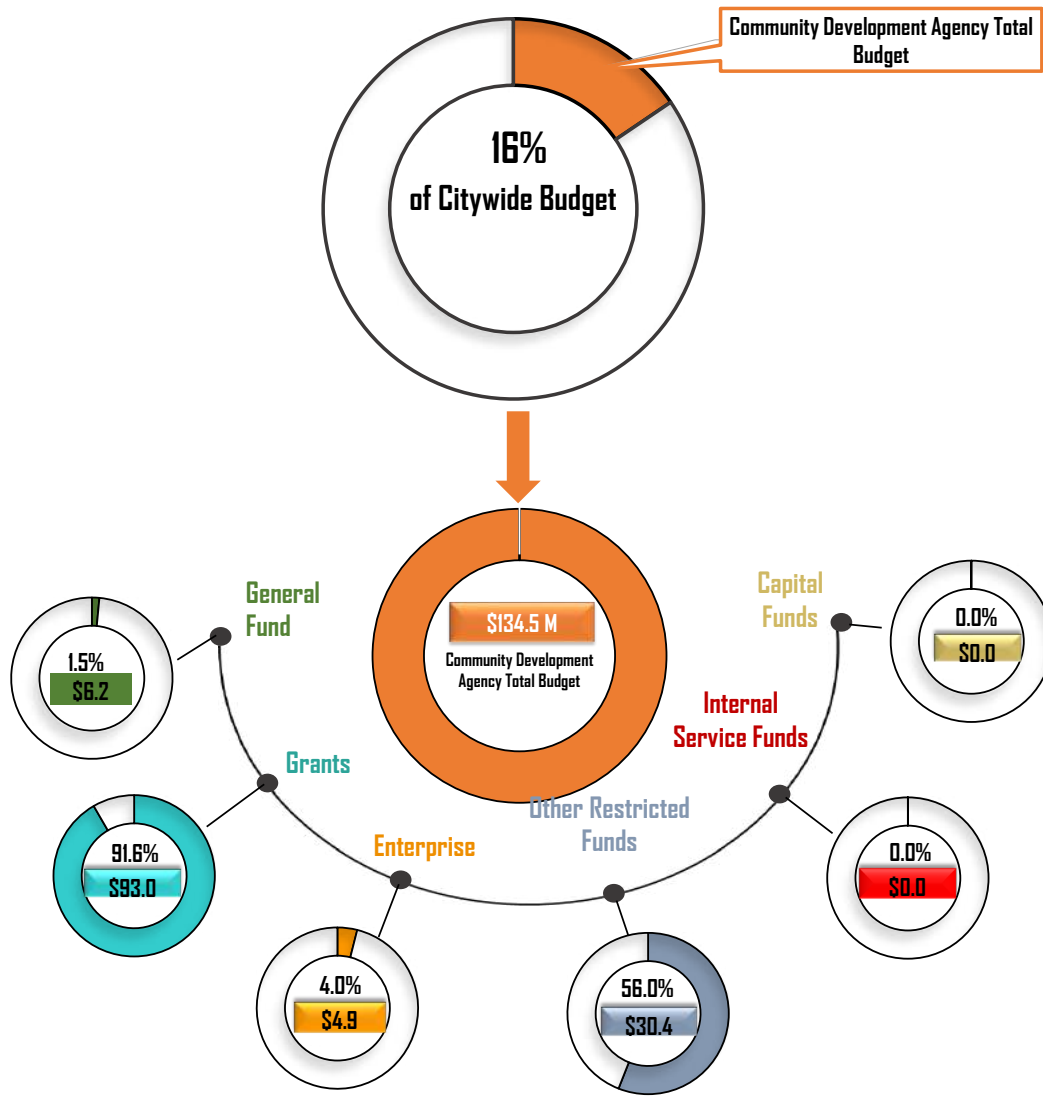 Community Development Agency Total
Budget
16%
of Citywide Budget
$134.5 M
Community Development
Agency Total Budget
General
Fund
1.5%
$6.2
Grants
91.6%
$93.0
Enterprise
4.0%
$4.9
Other Restricted
Funds
56.0%
$30.4
Internal
Service Funds
0.0%
$0.0
Capital
Funds
0.0%
$0.0